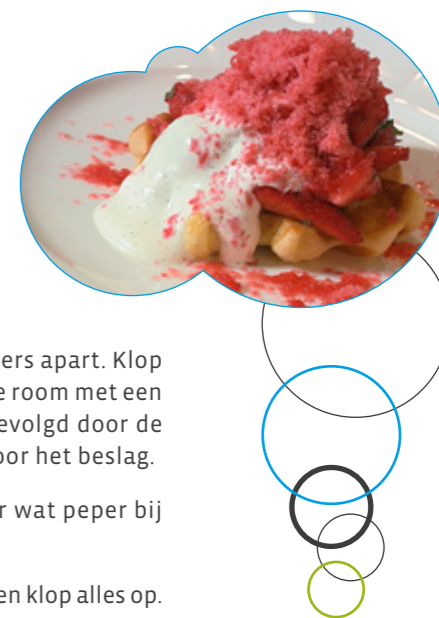 ers apart. Klop
e room met een
evolgd door de
oor het beslag.
r wat peper bij
en klop alles op.